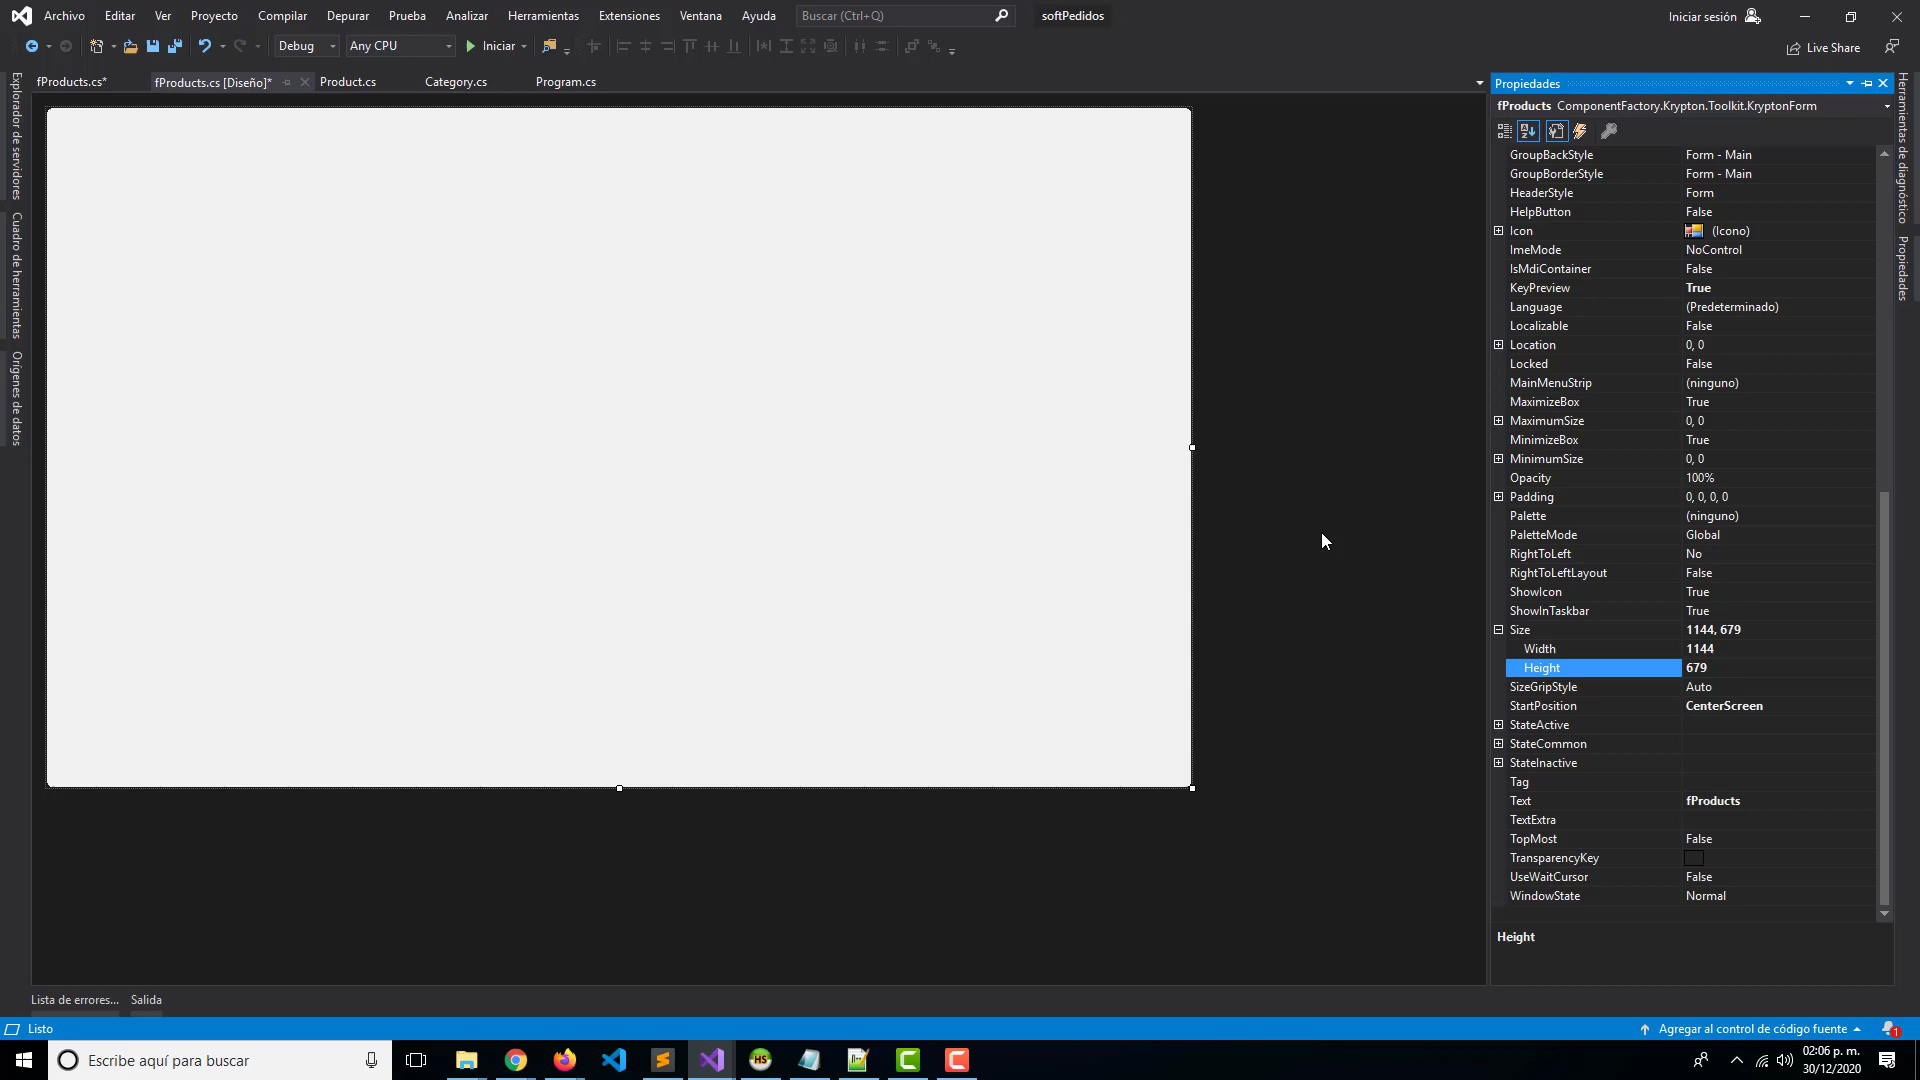 Archivo Editar Ver Proyecto Compilar Depurar Prueba Analizar Herramientas Extensiones Ventana Ayuda Buscar (Ctrl+Q) softPedidos Iniciar sesión
Debug Any CPU Iniciar Live Share
fProducts.cs* fProducts.cs [Diseño]* Product.cs Category.cs Program.cs
Explorador de servidores
Cuadro de herramientas
Orígenes de datos
Propiedades
fProducts ComponentFactory.Krypton.Toolkit.KryptonForm
GroupBackStyle Form - Main
GroupBorderStyle Form - Main
HeaderStyle Form
HelpButton False
Icon (Icono)
ImeMode NoControl
IsMdiContainer False
KeyPreview True
Language (Predeterminado)
Localizable False
Location 0, 0
Locked False
MainMenuStrip (ninguno)
MaximizeBox True
MaximumSize 0, 0
MinimizeBox True
MinimumSize 0, 0
Opacity 100%
Padding 0, 0, 0, 0
Palette (ninguno)
PaletteMode Global
RightToLeft No
RightToLeftLayout False
ShowIcon True
ShowInTaskbar True
Size 1144, 679
Width 1144
Height 679
SizeGripStyle Auto
StartPosition CenterScreen
StateActive
StateCommon
StateInactive
Tag
Text fProducts
TextExtra
TopMost False
TransparencyKey
UseWaitCursor False
WindowState Normal
Height
Herramientas de diagnóstico
Propiedades
Lista de errores... Salida
Listo Agregar al control de código fuente 1
Escribe aquí para buscar HS 02:06 p. m.
30/12/2020